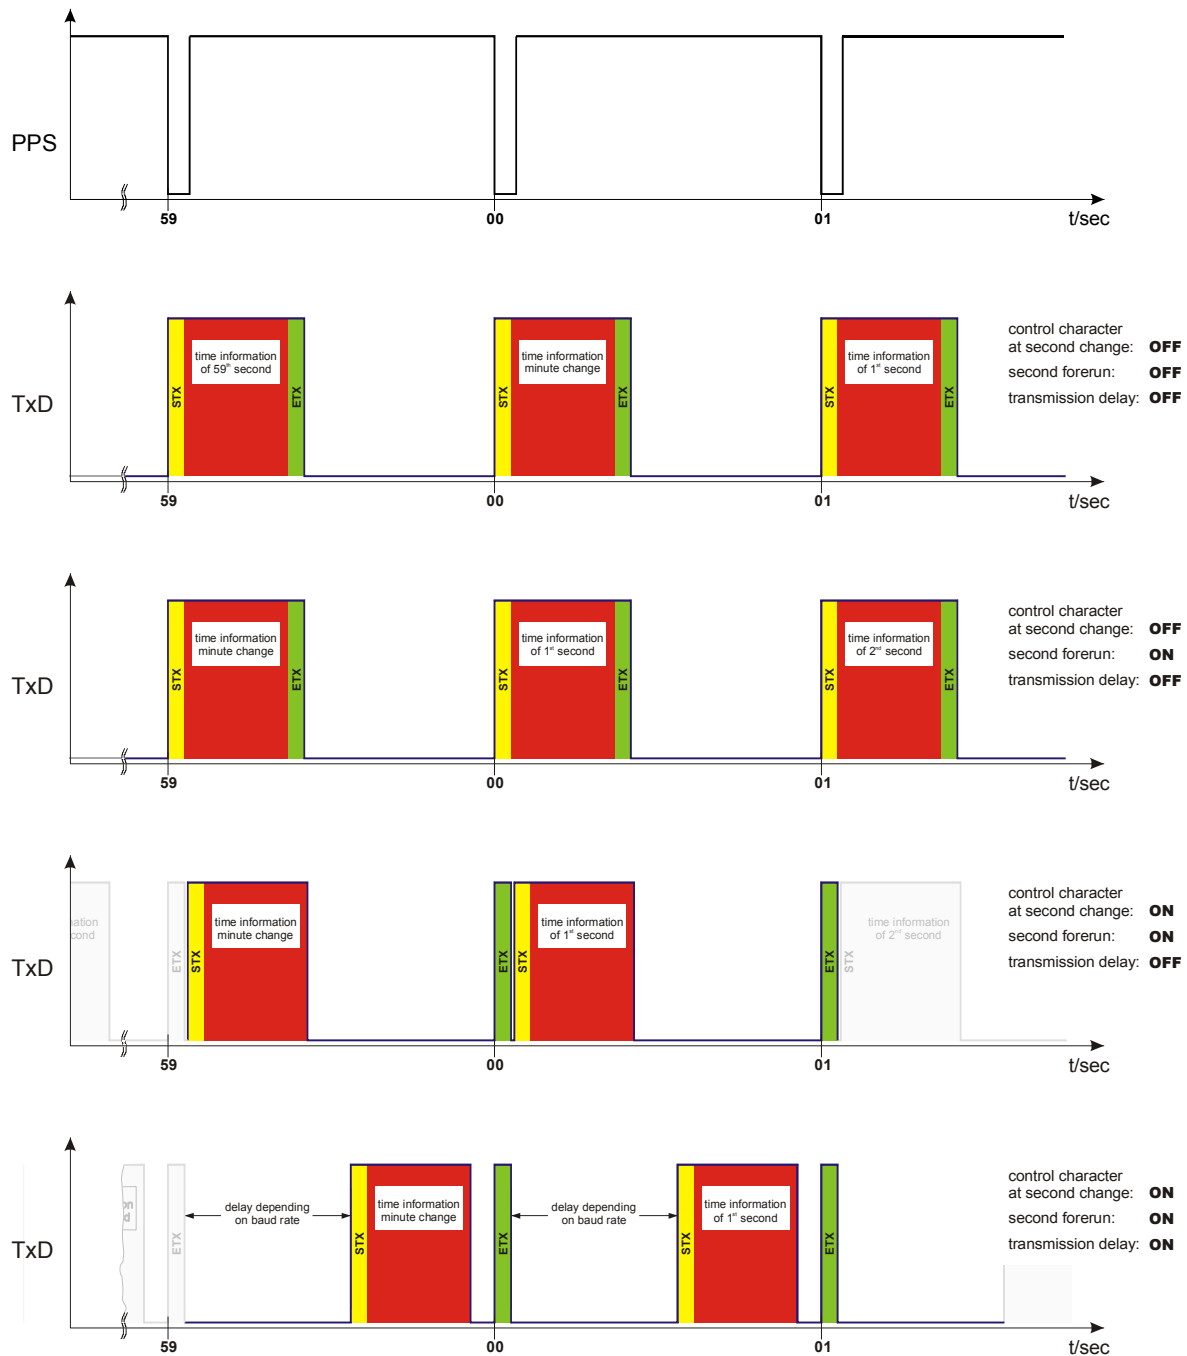 PPS
59
00
01
t/sec
TxD
STX
time information
of 59th second
ETX
STX
time information
minute change
ETX
STX
time information
of 1st second
ETX
control character
at second change: OFF
second forerun: OFF
transmission delay: OFF
59
00
01
t/sec
TxD
STX
time information
minute change
ETX
STX
time information
of 1st second
ETX
STX
time information
of 2nd second
ETX
control character
at second change: OFF
second forerun: ON
transmission delay: OFF
59
00
01
t/sec
TxD
ETX
STX
time information
minute change
ETX
STX
time information
of 1st second
ETX
STX
time information
of 2nd second
control character
at second change: ON
second forerun: ON
transmission delay: OFF
59
00
01
t/sec
TxD
ETX
delay depending
on baud rate
STX
time information
minute change
ETX
delay depending
on baud rate
STX
time information
of 1st second
ETX
control character
at second change: ON
second forerun: ON
transmission delay: ON
59
00
01
t/sec